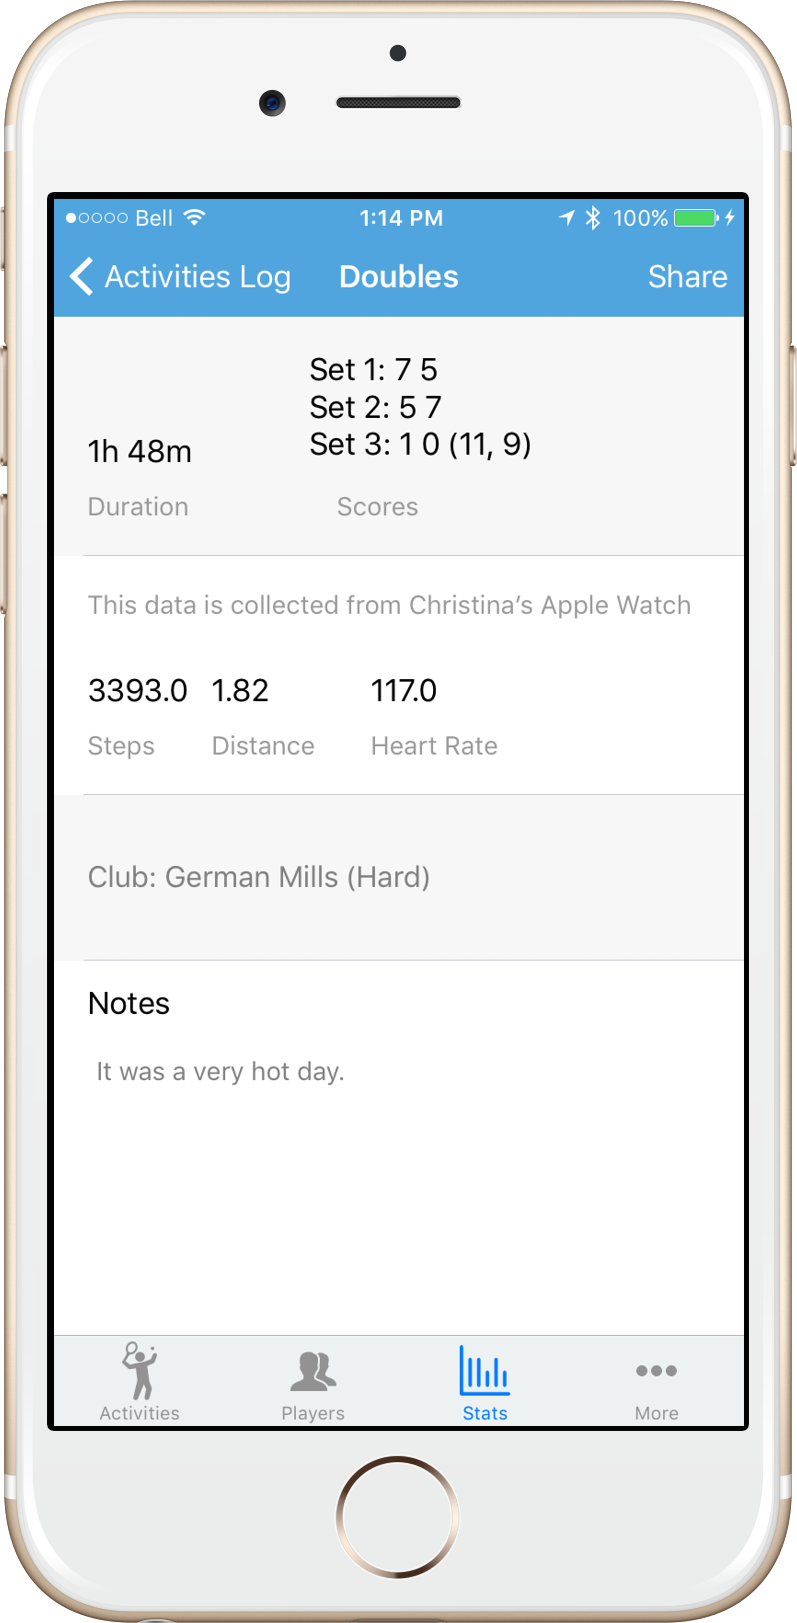 Bell 1:14 PM 100%
Activities Log Doubles Share
Set 1: 7 5
Set 2: 5 7
Set 3: 1 0 (11, 9)
1h 48m
Duration Scores
This data is collected from Christina’s Apple Watch
3393.0 1.82 117.0
Steps Distance Heart Rate
Club: German Mills (Hard)
Notes
It was a very hot day.
Activities Players Stats More